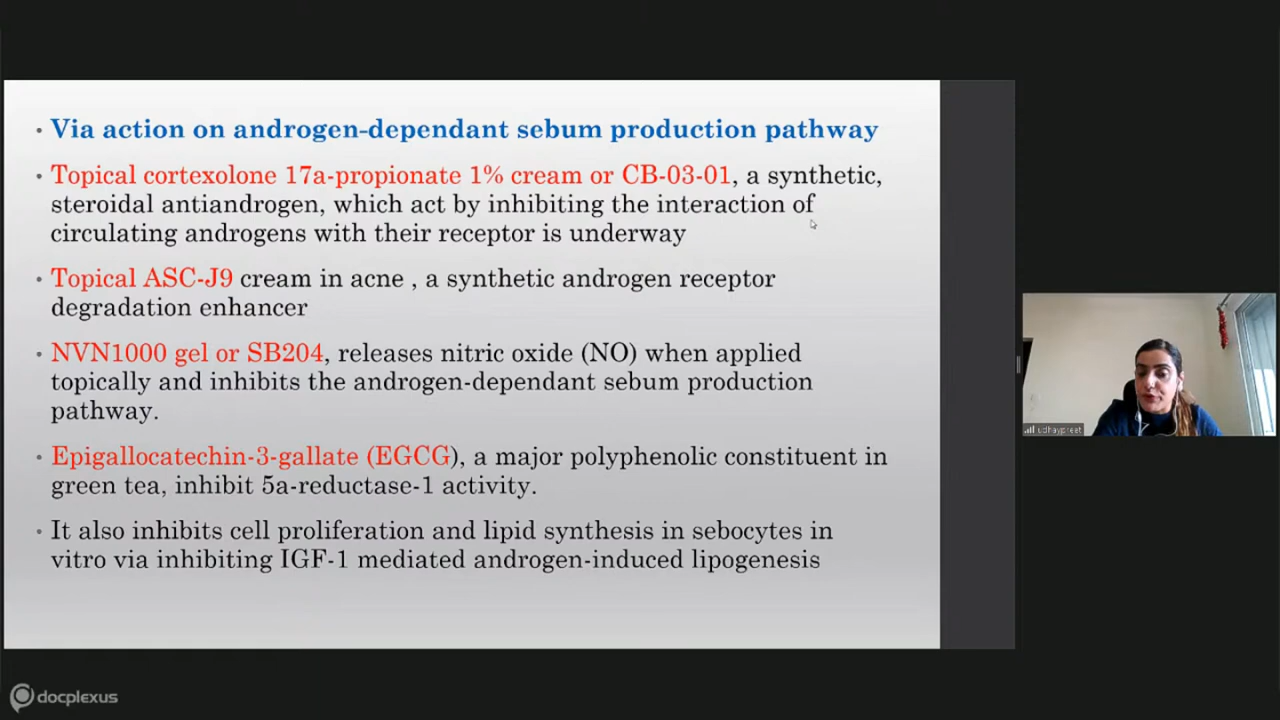 • Via action on androgen-dependant sebum production pathway
• Topical cortexolone 17a-propionate 1% cream or CB-03-01, a synthetic,
steroidal antiandrogen, which act by inhibiting the interaction of
circulating androgens with their receptor is underway
• Topical ASC-J9 cream in acne , a synthetic androgen receptor
degradation enhancer
• NVN1000 gel or SB204, releases nitric oxide (NO) when applied
topically and inhibits the androgen-dependant sebum production
pathway.
• Epigallocatechin-3-gallate (EGCG), a major polyphenolic constituent in
green tea, inhibit 5a-reductase-1 activity.
• It also inhibits cell proliferation and lipid synthesis in sebocytes in
vitro via inhibiting IGF-1 mediated androgen-induced lipogenesis
udhaypreet
docplexus